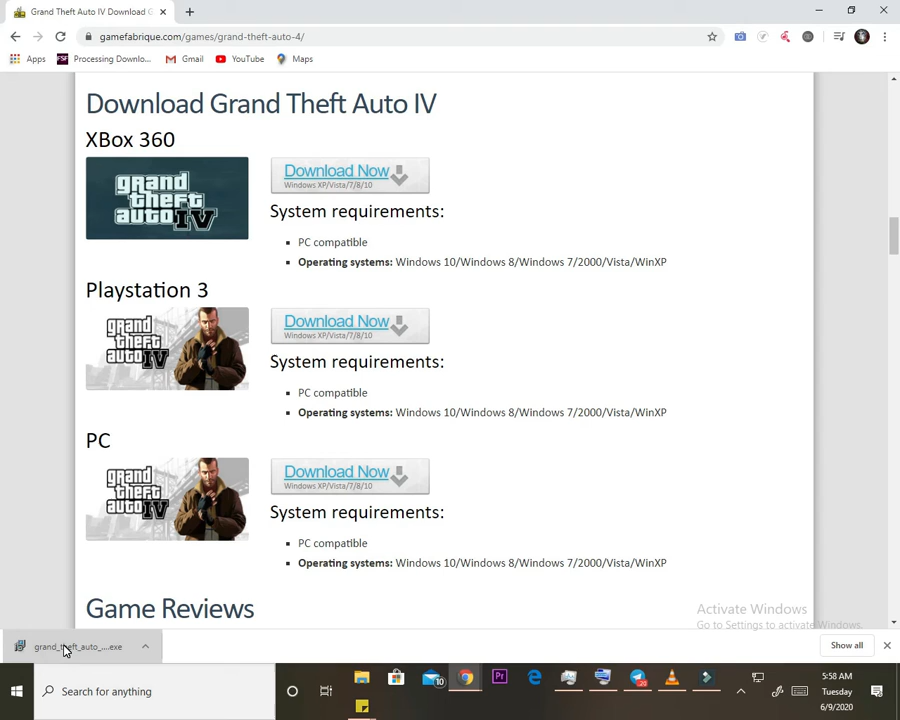 Grand Theft Auto IV Download G
gamefabrique.com/games/grand-theft-auto-4/
Apps
Processing Downlo...
Gmail
YouTube
Maps
Download Grand Theft Auto IV
XBox 360
grand
theft
auto IV
Download Now
Windows XP/Vista/7/8/10
System requirements:
PC compatible
Operating systems: Windows 10/Windows 8/Windows 7/2000/Vista/WinXP
Playstation 3
grand
theft
auto IV
Download Now
Windows XP/Vista/7/8/10
System requirements:
PC compatible
Operating systems: Windows 10/Windows 8/Windows 7/2000/Vista/WinXP
PC
grand
theft
auto IV
Download Now
Windows XP/Vista/7/8/10
System requirements:
PC compatible
Operating systems: Windows 10/Windows 8/Windows 7/2000/Vista/WinXP
Game Reviews
Activate Windows
Go to Settings to activate Windows.
grand_theft_auto_....exe
Show all
Search for anything
10
Pr
20
5:58 AM
Tuesday
6/9/2020